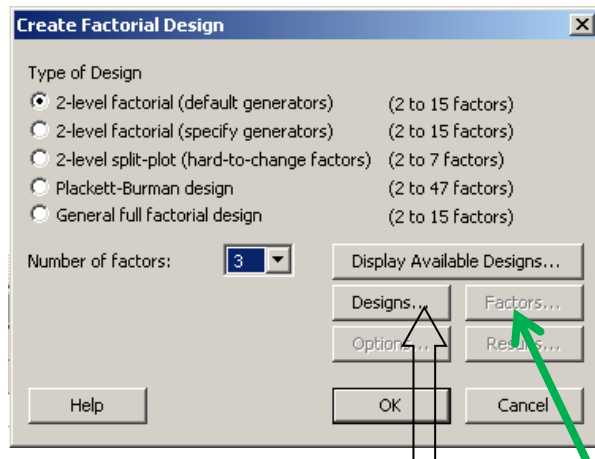 Create Factorial Design
Type of Design
2-level factorial (default generators) (2 to 15 factors)
2-level factorial (specify generators) (2 to 15 factors)
2-level split-plot (hard-to-change factors) (2 to 7 factors)
Plackett-Burman design (2 to 47 factors)
General full factorial design (2 to 15 factors)
Number of factors: 3 Display Available Designs...
Designs... Factors...
Options... Results...
Help OK Cancel